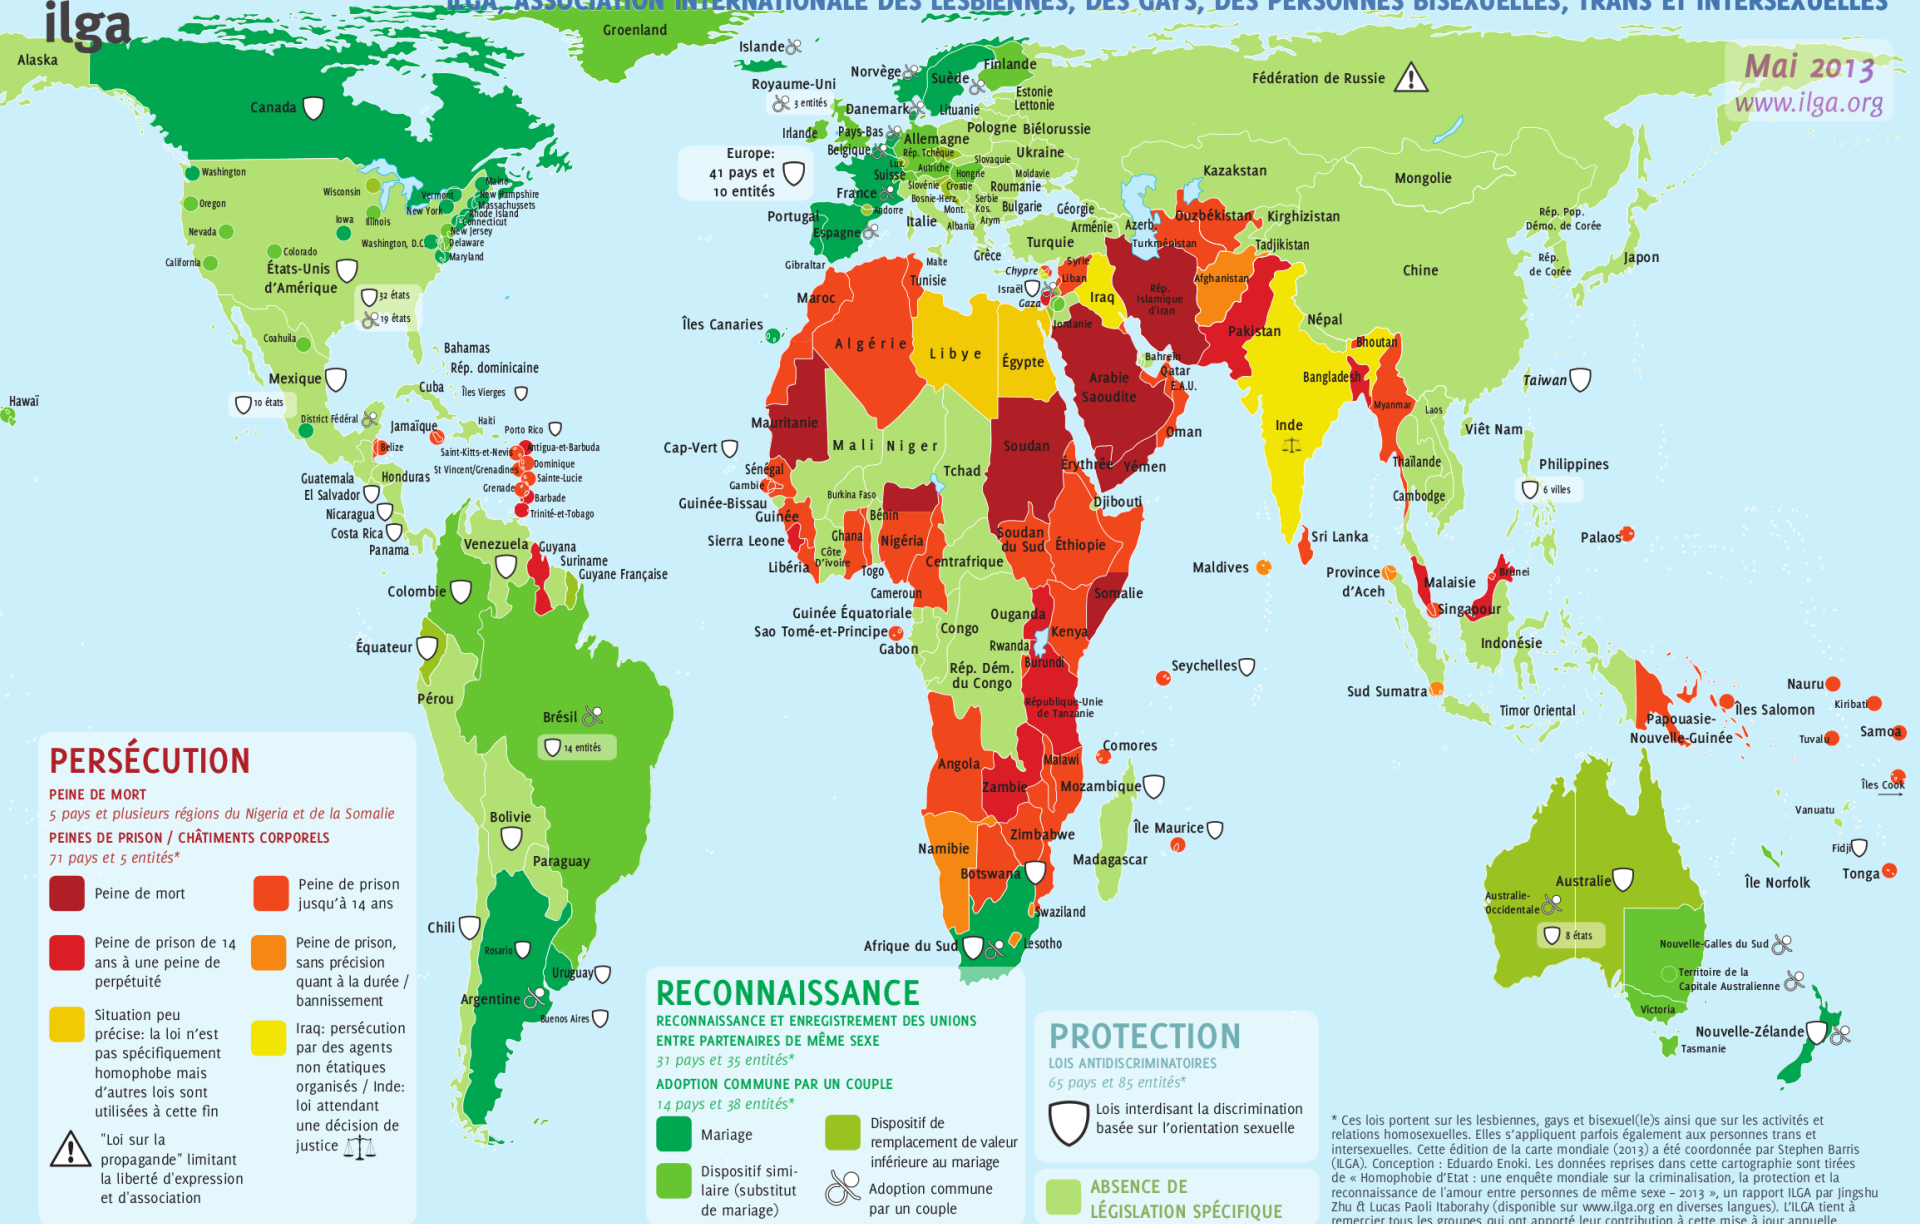 ilga
ILGA, ASSOCIATION INTERNATIONALE DES LESBIENNES, DES GAYS, DES PERSONNES BISEXUELLES, TRANS ET INTERSEXUELLES
Mai 2013
www.ilga.org
Alaska
Groenland
Canada
Washington
Oregon
Nevada
California
Colorado
Wisconsin
Iowa
Illinois
Vermont
New York
Maine
New Hampshire
Massachussets
Rhode Island
Connecticut
New Jersey
Delaware
Maryland
Washington, D.C.
États-Unis
d'Amérique
32 états
19 états
Coahuila
Mexique
10 états
District Fédéral
Hawaï
Bahamas
Rép. dominicaine
Cuba
Îles Vierges
Haiti
Jamaïque
Porto Rico
Belize
Saint-Kitts-et-Nevis
Antigua-et-Barbuda
Dominique
St Vincent/Grenadines
Sainte-Lucie
Grenade
Barbade
Trinité-et-Tobago
Guatemala
Honduras
El Salvador
Nicaragua
Costa Rica
Panama
Venezuela
Guyana
Suriname
Guyane Française
Colombie
Équateur
Pérou
Brésil
14 entités
Bolivie
Paraguay
Chili
Rosario
Uruguay
Argentine
Buenos Aires
Islande
Norvège
Suède
Finlande
Royaume-Uni
3 entités
Danemark
Estonie
Lettonie
Lituanie
Irlande
Pays-Bas
Allemagne
Pologne
Biélorussie
Belgique
Lux.
Rép. Tchèque
Slovaquie
Ukraine
Europe:
41 pays et
10 entités
Suisse
Autriche
Hongrie
Moldavie
France
Slovénie
Croatie
Roumanie
Bosnie-Herz.
Serbie
Andorre
Mont.
Kos.
Bulgarie
Portugal
Espagne
Italie
Albania
Arym
Géorgie
Arménie
Azerb.
Turquie
Grèce
Gibraltar
Malte
Chypre
Syrie
Liban
Israël
Gaza
Jordanie
Iraq
Rép.
Islamique
d'Iran
Fédération de Russie
Kazakstan
Mongolie
Ouzbékistan
Kirghizistan
Turkménistan
Tadjikistan
Afghanistan
Pakistan
Népal
Bhoutan
Bangladesh
Inde
Myanmar
Chine
Rép. Pop.
Démo. de Corée
Rép.
de Corée
Japon
Taiwan
Laos
Viêt Nam
Thaïlande
Cambodge
Philippines
6 villes
Sri Lanka
Maldives
Palaos
Province
d'Aceh
Malaisie
Brunei
Singapour
Indonésie
Sud Sumatra
Timor Oriental
Papouasie-
Nouvelle-Guinée
Îles Salomon
Nauru
Kiribati
Tuvalu
Samoa
Îles Cook
Vanuatu
Fidji
Tonga
Île Norfolk
Australie
Australie-
Occidentale
8 états
Nouvelle-Galles du Sud
Territoire de la
Capitale Australienne
Victoria
Tasmanie
Nouvelle-Zélande
Îles Canaries
Maroc
Tunisie
Algérie
Libye
Égypte
Bahreïn
Qatar
E.A.U.
Arabie
Saoudite
Oman
Yémen
Mauritanie
Mali
Niger
Tchad
Soudan
Érythrée
Djibouti
Cap-Vert
Sénégal
Gambie
Guinée-Bissau
Guinée
Burkina Faso
Bénin
Sierra Leone
Libéria
Côte
D'ivoire
Ghana
Togo
Nigéria
Centrafrique
Soudan
du Sud
Éthiopie
Somalie
Cameroun
Guinée Équatoriale
Sao Tomé-et-Principe
Gabon
Congo
Rép. Dém.
du Congo
Ouganda
Rwanda
Burundi
Kenya
République-Unie
de Tanzanie
Seychelles
Comores
Angola
Zambie
Malawi
Mozambique
Île Maurice
Madagascar
Zimbabwe
Namibie
Botswana
Swaziland
Lesotho
Afrique du Sud
PERSÉCUTION
PEINE DE MORT
5 pays et plusieurs régions du Nigeria et de la Somalie
PEINES DE PRISON / CHÂTIMENTS CORPORELS
71 pays et 5 entités*
Peine de mort
Peine de prison
jusqu'à 14 ans
Peine de prison de 14
ans à une peine de
perpétuité
Peine de prison,
sans précision
quant à la durée /
bannissement
Situation peu
précise: la loi n'est
pas spécifiquement
homophobe mais
d'autres lois sont
utilisées à cette fin
Iraq: persécution
par des agents
non étatiques
organisés / Inde:
loi attendant
une décision de
justice
"Loi sur la
propagande" limitant
la liberté d'expression
et d'association
RECONNAISSANCE
RECONNAISSANCE ET ENREGISTREMENT DES UNIONS
ENTRE PARTENAIRES DE MÊME SEXE
31 pays et 35 entités*
ADOPTION COMMUNE PAR UN COUPLE
14 pays et 38 entités*
Mariage
Dispositif simi-
laire (substitut
de mariage)
Dispositif de
remplacement de valeur
inférieure au mariage
Adoption commune
par un couple
PROTECTION
LOIS ANTIDISCRIMINATOIRES
65 pays et 85 entités*
Lois interdisant la discrimination
basée sur l'orientation sexuelle
ABSENCE DE
LÉGISLATION SPÉCIFIQUE
* Ces lois portent sur les lesbiennes, gays et bisexuel(le)s ainsi que sur les activités et
relations homosexuelles. Elles s'appliquent parfois également aux personnes trans et
intersexuelles. Cette édition de la carte mondiale (2013) a été coordonnée par Stephen Barris
(ILGA). Conception : Eduardo Enoki. Les données reprises dans cette cartographie sont tirées
de « Homophobie d'Etat : une enquête mondiale sur la criminalisation, la protection et la
reconnaissance de l'amour entre personnes de même sexe – 2013 », un rapport ILGA par Jingshu
Zhu & Lucas Paoli Itaborahy (disponible sur www.ilga.org en diverses langues). L'ILGA tient à
remercier tous les groupes qui ont apporté leur contribution à cette mise à jour annuelle.